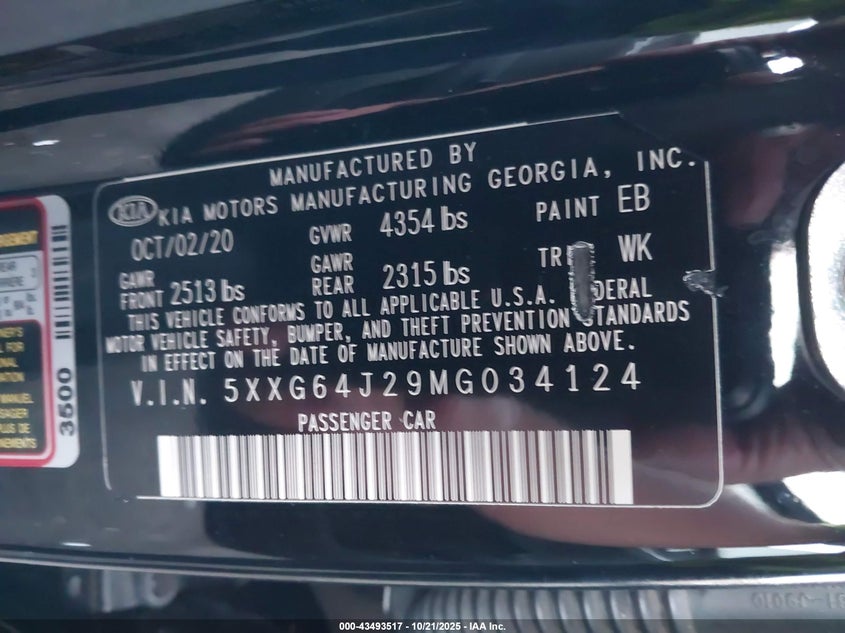 MANUFACTURED BY
KIA KIA MOTORS MANUFACTURING GEORGIA, INC.
OCT/02/20 GVWR 4354 lbs PAINT EB
GAWR FRONT 2513 lbs GAWR REAR 2315 lbs TR WK
THIS VEHICLE CONFORMS TO ALL APPLICABLE U.S.A. DERAL
MOTOR VEHICLE SAFETY, BUMPER, AND THEFT PREVENTION STANDARDS
IN EFFECT ON THE DATE OF MANUFACTURE SHOWN ABOVE.
V.I.N. 5XXG64J29MG034124
PASSENGER CAR
3500
000-43493517 - 10/21/2025 - IAA Inc.